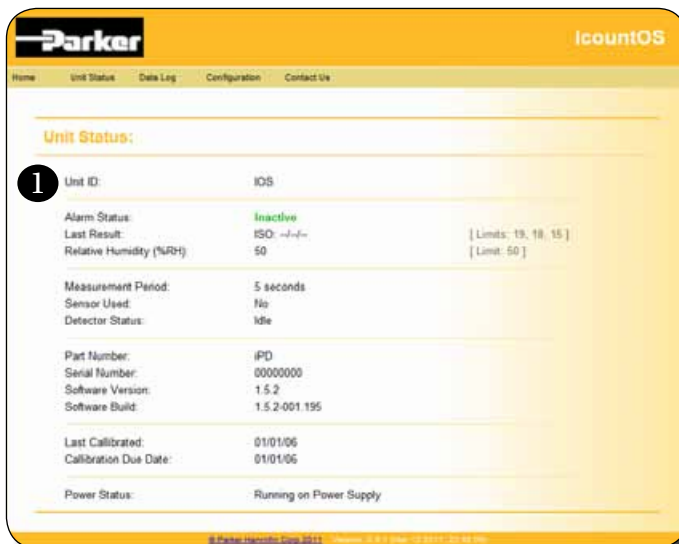 Parker
IcountOS
Home Unit Status Data Log Configuration Contact Us
Unit Status:
1
Unit ID: IOS
Alarm Status: Inactive
Last Result: ISO: --/--/-- [ Limits: 19, 18, 15 ]
Relative Humidity (%RH) 50 [ Limit: 50 ]
Measurement Period: 5 seconds
Sensor Used: No
Detector Status: Idle
Part Number: iPD
Serial Number: 00000000
Software Version: 1.5.2
Software Build: 1.5.2-001.195
Last Callibrated: 01/01/06
Callibration Due Date: 01/01/06
Power Status: Running on Power Supply
© Parker Hannifin Corp 2011